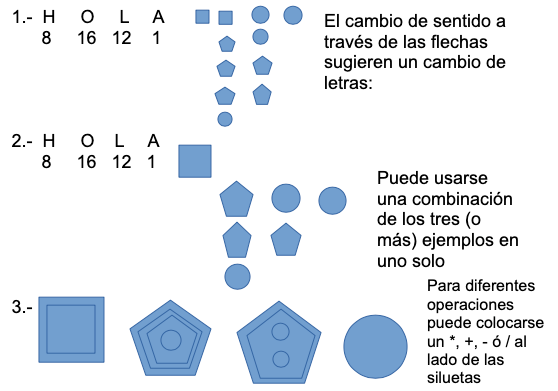 1.- H O L A
8 16 12 1
El cambio de sentido a
través de las flechas
sugieren un cambio de
letras:
2.- H O L A
8 16 12 1
Puede usarse
una combinación
de los tres (o
más) ejemplos en
uno solo
3.-
Para diferentes
operaciones
puede colocarse
un *, +, - ó / al
lado de las
siluetas